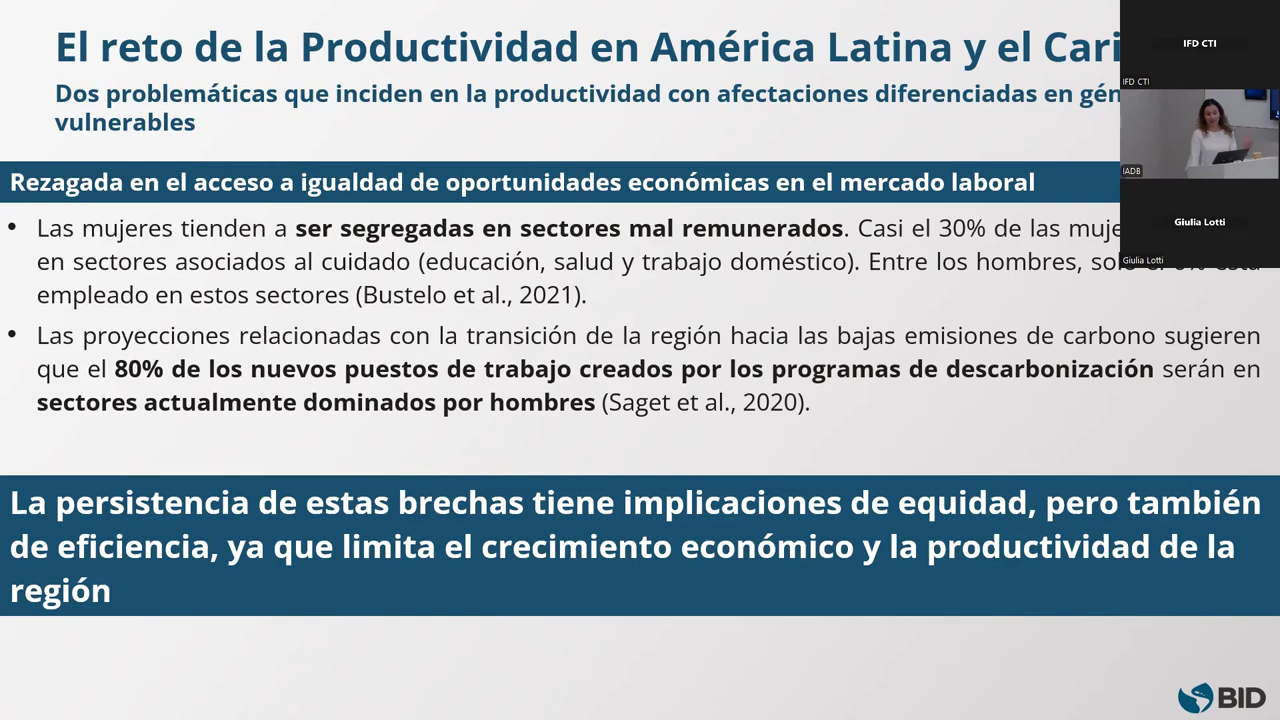 El reto de la Productividad en América Latina y el
Dos problemáticas que inciden en la productividad con afectaciones diferenciadas en
vulnerables
Rezagada en el acceso a igualdad de oportunidades económicas en el mercado laboral
• Las mujeres tienden a ser segregadas en sectores mal remunerados. Casi el 30% de las
en sectores asociados al cuidado (educación, salud y trabajo doméstico). Entre los hombres,
empleado en estos sectores (Bustelo et al., 2021).
• Las proyecciones relacionadas con la transición de la región hacia las bajas emisiones de carbono sugieren
que el 80% de los nuevos puestos de trabajo creados por los programas de descarbonización serán en
sectores actualmente dominados por hombres (Saget et al., 2020).
La persistencia de estas brechas tiene implicaciones de equidad, pero también
de eficiencia, ya que limita el crecimiento económico y la productividad de la
región
BID
IFD CTI
IFD CTI
IADB
Giulia Lotti
Giulia Lotti